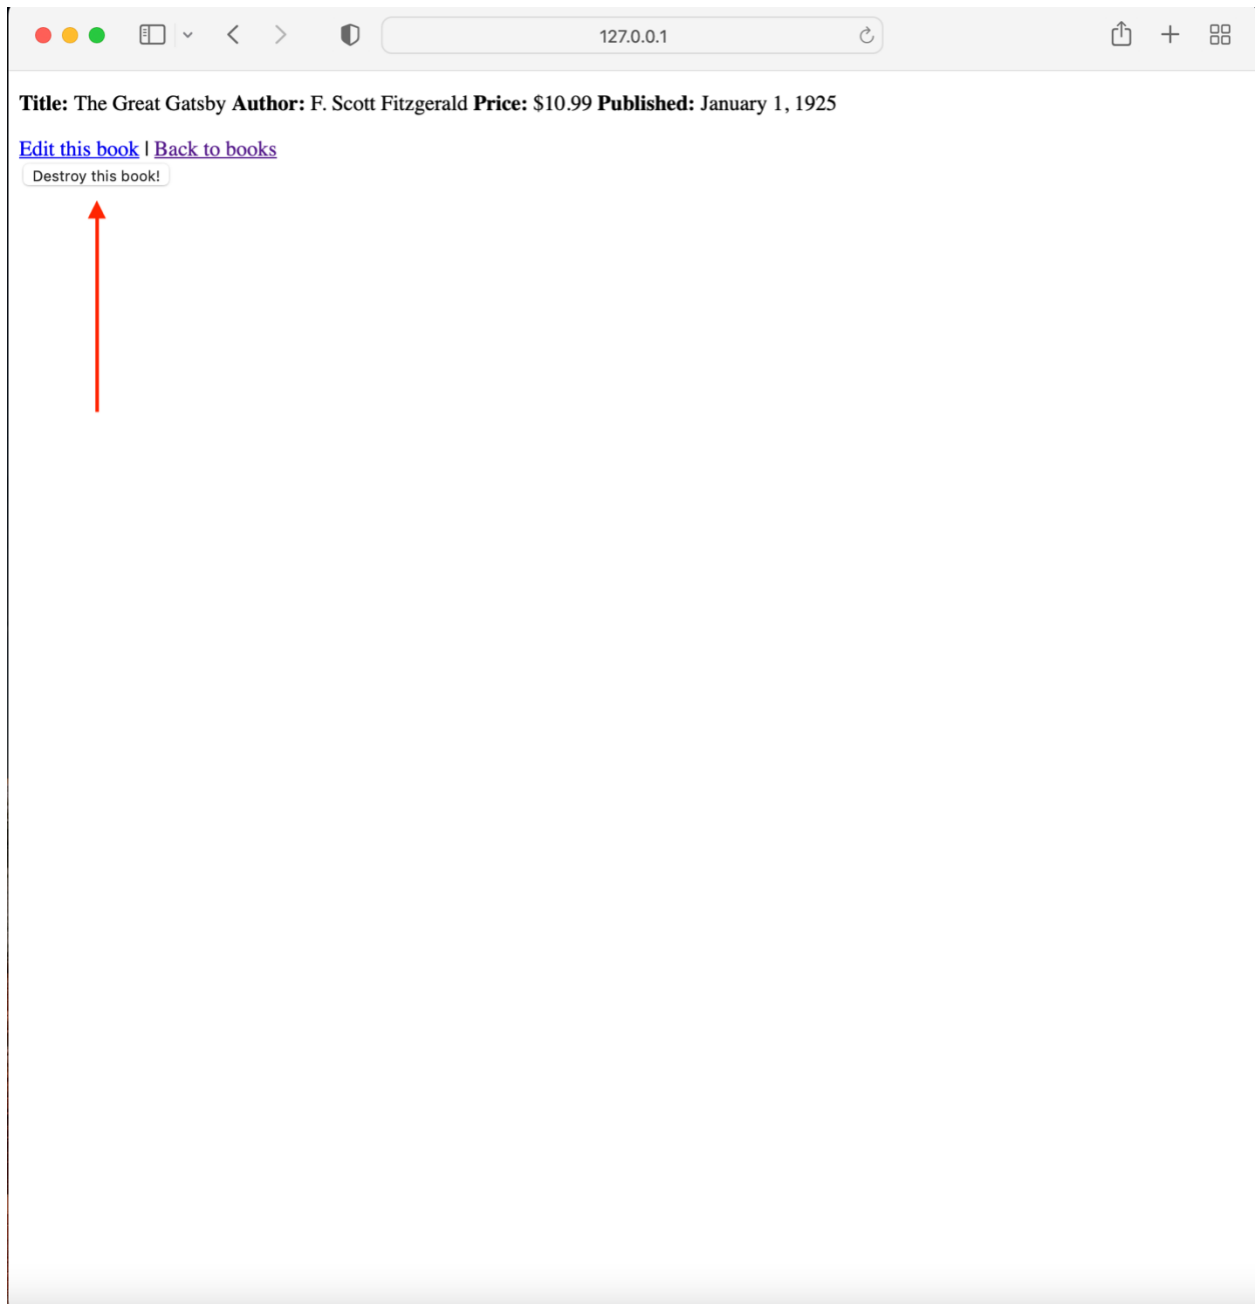 127.0.0.1
Title: The Great Gatsby Author: F. Scott Fitzgerald Price: $10.99 Published: January 1, 1925
Edit this book | Back to books
Destroy this book!